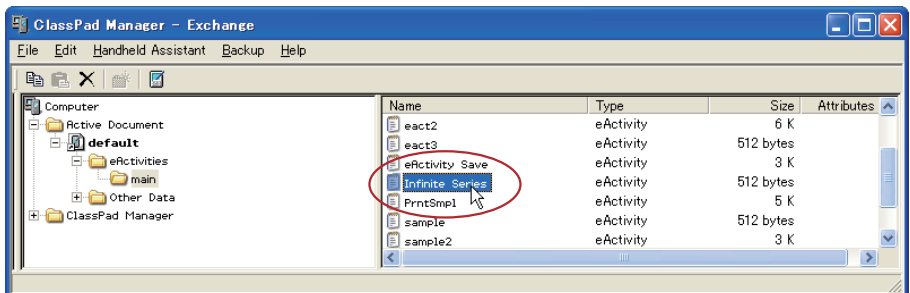 ClassPad Manager - Exchange
File Edit Handheld Assistant Backup Help
Computer
Active Document
default
eActivities
main
Other Data
ClassPad Manager
Name Type Size Attributes
eact2 eActivity 6 K
eact3 eActivity 512 bytes
eActivity Save eActivity 3 K
Infinite Series eActivity 512 bytes
PrntSmpl eActivity 5 K
sample eActivity 512 bytes
sample2 eActivity 3 K